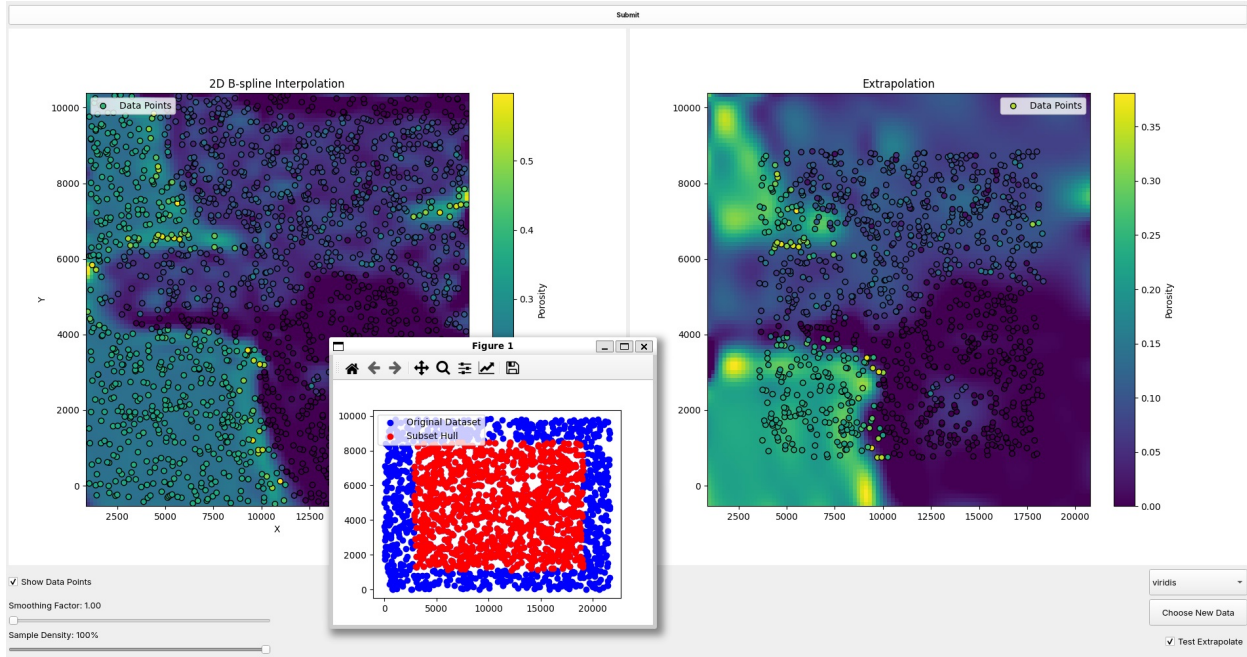 Submit
2D B-spline Interpolation
Data Points
10000
8000
6000
4000
2000
0
Y
2500
5000
7500
10000
12500
X
0.5
0.4
0.3
Porosity
Extrapolation
Data Points
10000
8000
6000
4000
2000
0
2500
5000
7500
10000
12500
15000
17500
20000
0.35
0.30
0.25
0.20
0.15
0.10
0.05
0.00
Porosity
Figure 1
Original Dataset
Subset Hull
10000
8000
6000
4000
2000
0
0
5000
10000
15000
20000
Show Data Points
Smoothing Factor: 1.00
Sample Density: 100%
viridis
Choose New Data
Test Extrapolate